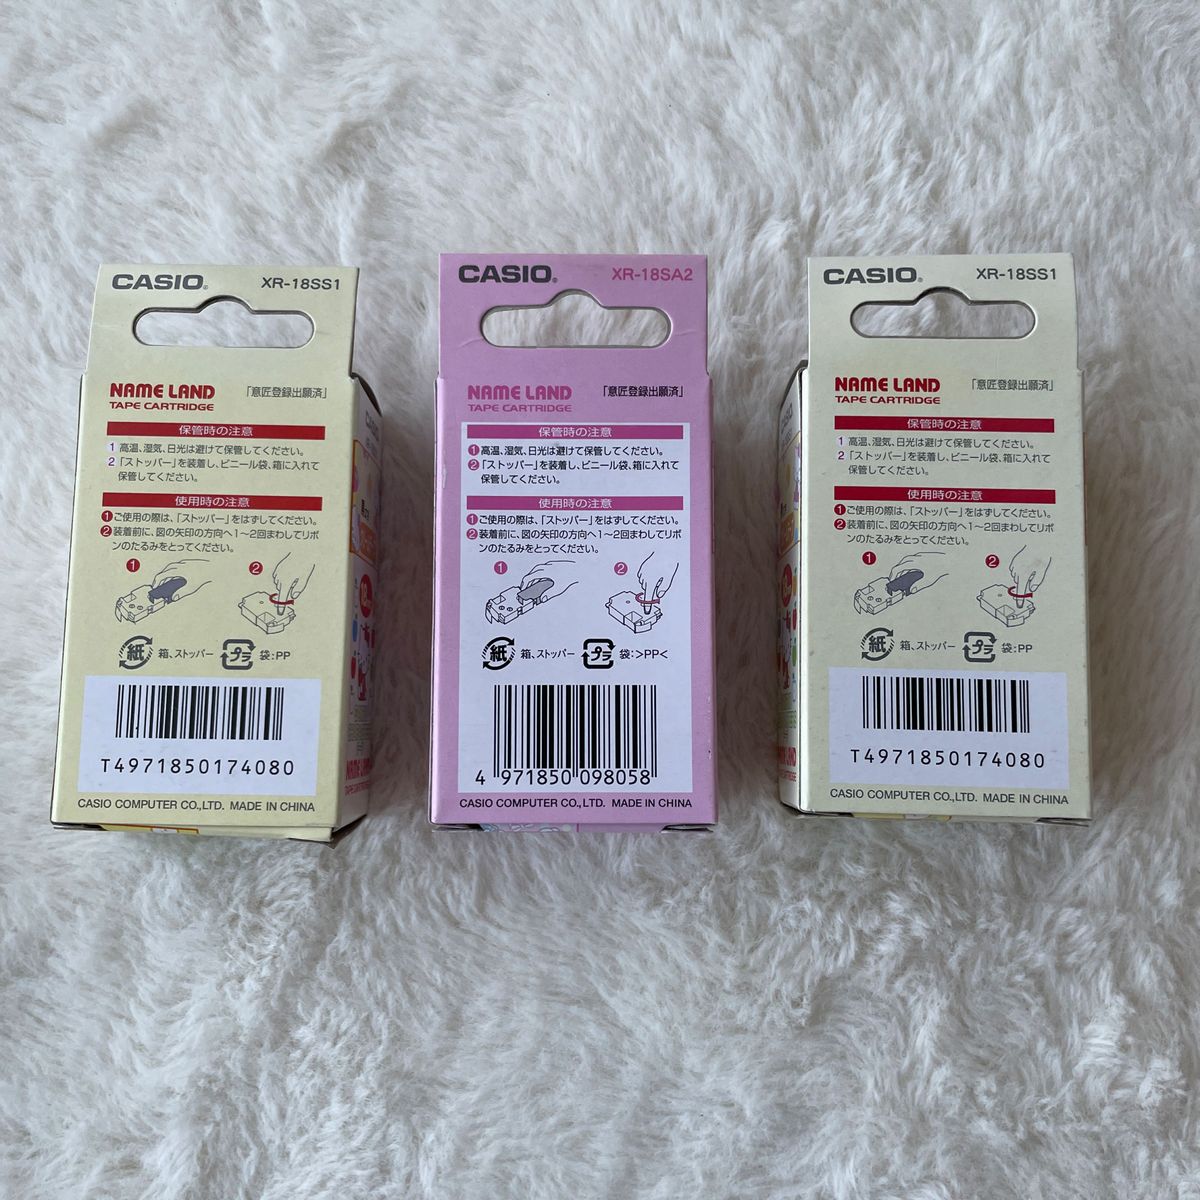 CASIO®
XR-18SS1
NAME LAND
TAPE CARTRIDGE
「意匠登録出願済」
保管時の注意
1 高温、湿気、日光は避けて保管してください。
2 「ストッパー」を装着し、ビニール袋、箱に入れて
保管してください。
使用時の注意
1 ご使用の際は、「ストッパー」をはずしてください。
2 装着前に、図の矢印の方向へ1～2回まわしてリボ
ンのたるみをとってください。
1 2
紙 箱、ストッパー プラ 袋:PP
T4971850174080
CASIO COMPUTER CO.,LTD. MADE IN CHINA
CASIO®
XR-18SA2
NAME LAND
TAPE CARTRIDGE
「意匠登録出願済」
保管時の注意
1 高温、湿気、日光は避けて保管してください。
2 「ストッパー」を装着し、ビニール袋、箱に入れて
保管してください。
使用時の注意
1 ご使用の際は、「ストッパー」をはずしてください。
2 装着前に、図の矢印の方向へ1～2回まわしてリボ
ンのたるみをとってください。
1 2
紙 箱、ストッパー プラ 袋:>PP<
4 971850 098058
CASIO COMPUTER CO.,LTD. MADE IN CHINA
CASIO®
XR-18SS1
NAME LAND
TAPE CARTRIDGE
「意匠登録出願済」
保管時の注意
1 高温、湿気、日光は避けて保管してください。
2 「ストッパー」を装着し、ビニール袋、箱に入れて
保管してください。
使用時の注意
1 ご使用の際は、「ストッパー」をはずしてください。
2 装着前に、図の矢印の方向へ1～2回まわしてリボ
ンのたるみをとってください。
1 2
紙 箱、ストッパー プラ 袋:PP
T4971850174080
CASIO COMPUTER CO.,LTD. MADE IN CHINA